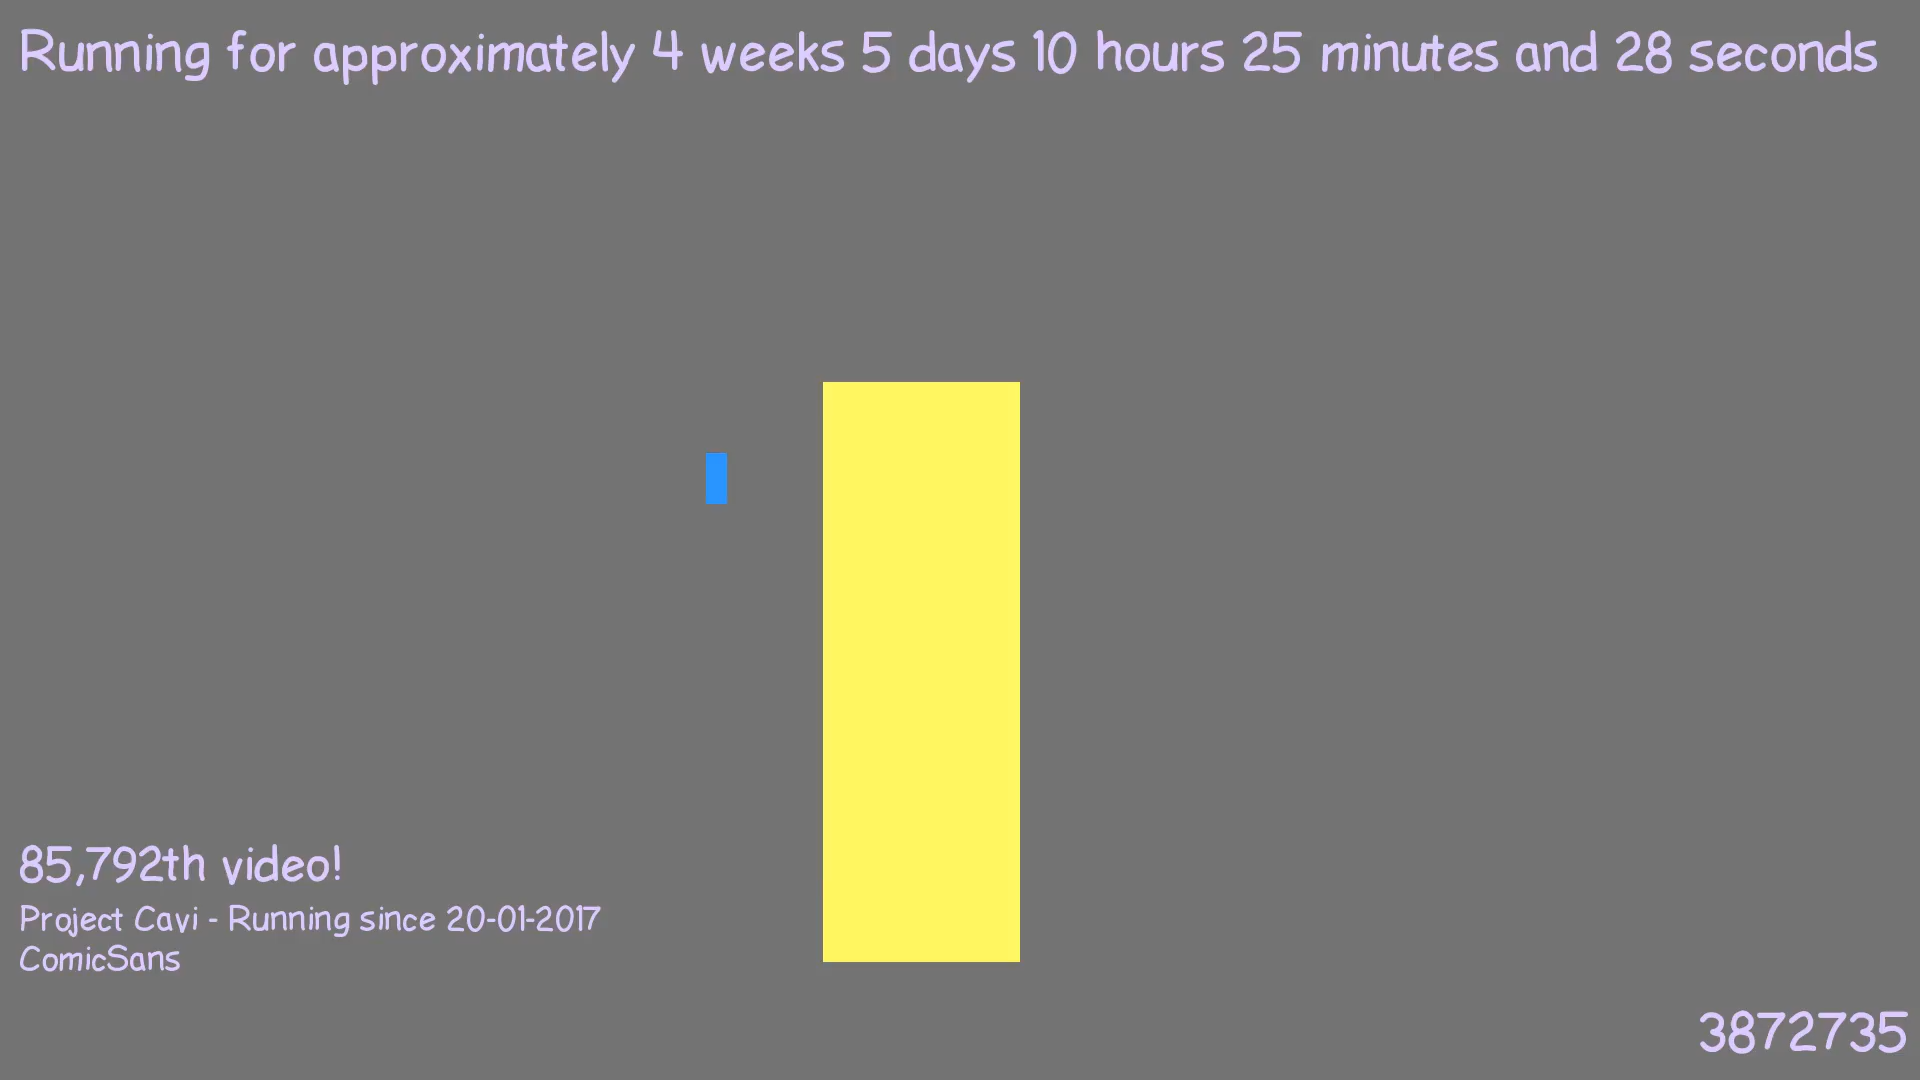 Running for approximately 4 weeks 5 days 10 hours 25 minutes and 28 seconds
85,792th video!
Project Cavi - Running since 20-01-2017
ComicSans
3872735